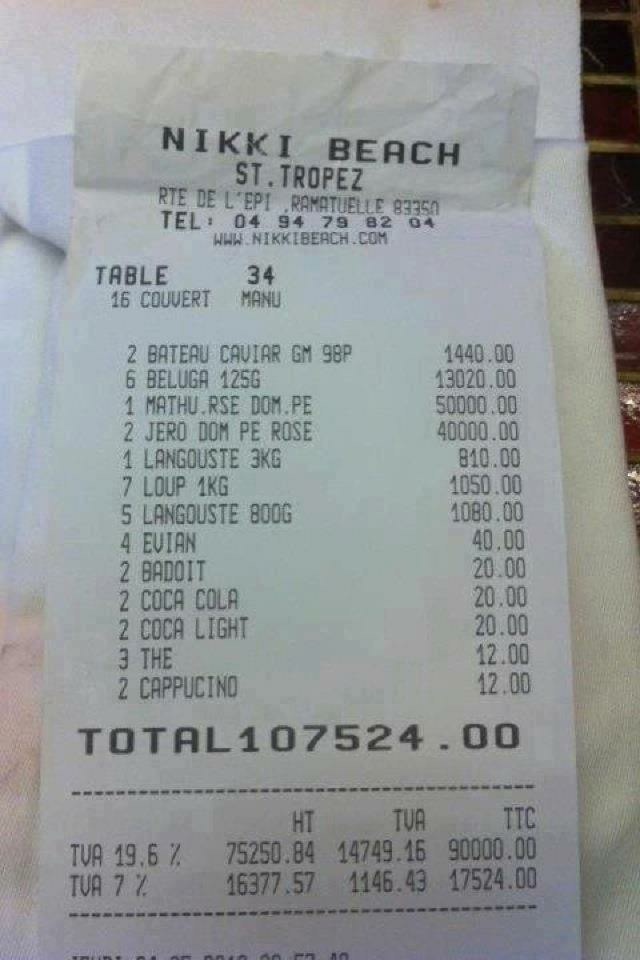 NIKKI BEACH
ST.TROPEZ
RTE DE L'EPI ,RAMATUELLE 83350
TEL: 04 94 79 82 04
WWW.NIKKIBEACH.COM
TABLE 34
16 COUVERT MANU
2 BATEAU CAVIAR GM 98P 1440.00
6 BELUGA 125G 13020.00
1 MATHU.RSE DOM.PE 50000.00
2 JERO DOM PE ROSE 40000.00
1 LANGOUSTE 3KG 810.00
7 LOUP 1KG 1050.00
5 LANGOUSTE 800G 1080.00
4 EVIAN 40.00
2 BADOIT 20.00
2 COCA COLA 20.00
2 COCA LIGHT 20.00
3 THE 12.00
2 CAPPUCINO 12.00
TOTAL107524.00
HT TVA TTC
TVA 19.6 % 75250.84 14749.16 90000.00
TVA 7 % 16377.57 1146.43 17524.00